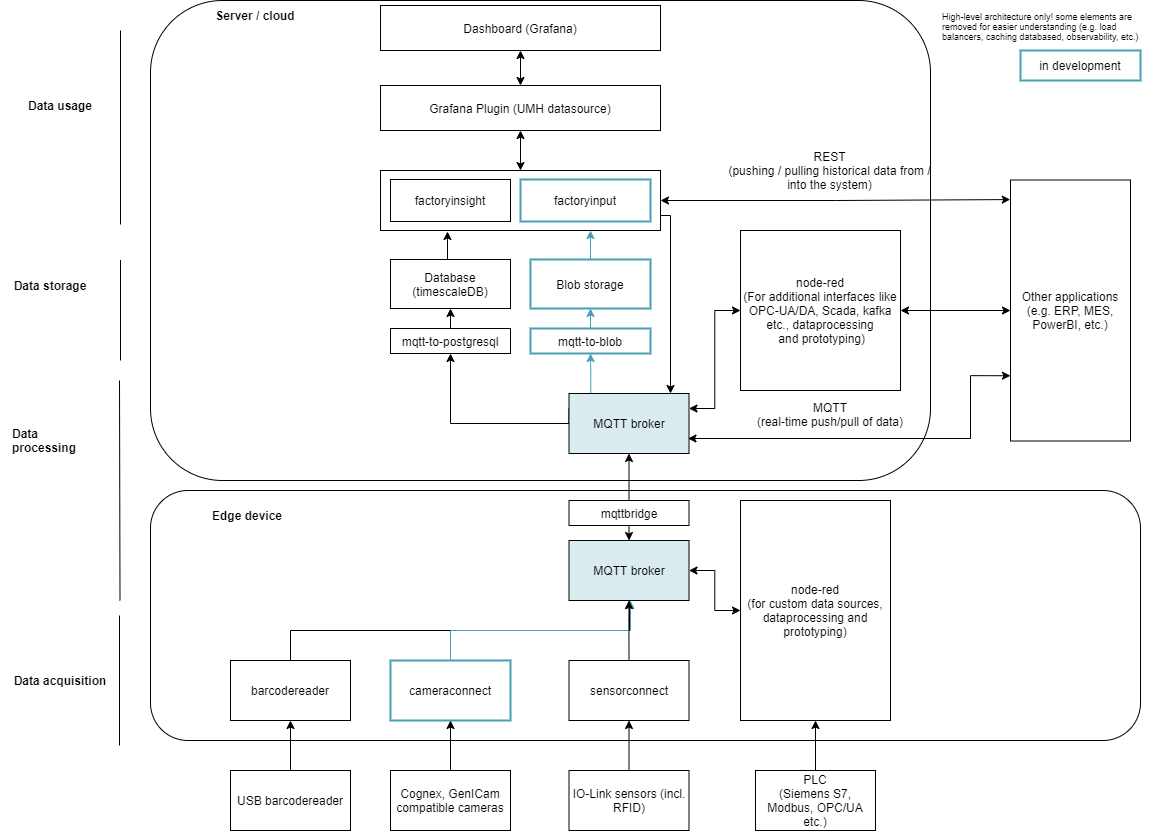 Server / cloud
High-level architecture only! some elements are
removed for easier understanding (e.g. load
balancers, caching databased, observability, etc.)
in development
Dashboard (Grafana)
Data usage
Grafana Plugin (UMH datasource)
REST
(pushing / pulling historical data from /
into the system)
factoryinsight
factoryinput
Data storage
Database
(timescaleDB)
Blob storage
node-red
(For additional interfaces like
OPC-UA/DA, Scada, kafka
etc., dataprocessing
and prototyping)
Other applications
(e.g. ERP, MES,
PowerBI, etc.)
mqtt-to-postgresql
mqtt-to-blob
MQTT
(real-time push/pull of data)
Data
processing
MQTT broker
Edge device
mqttbridge
MQTT broker
node-red
(for custom data sources,
dataprocessing and
prototyping)
Data acquisition
barcodereader
cameraconnect
sensorconnect
USB barcodereader
Cognex, GenICam
compatible cameras
IO-Link sensors (incl.
RFID)
PLC
(Siemens S7,
Modbus, OPC/UA
etc.)